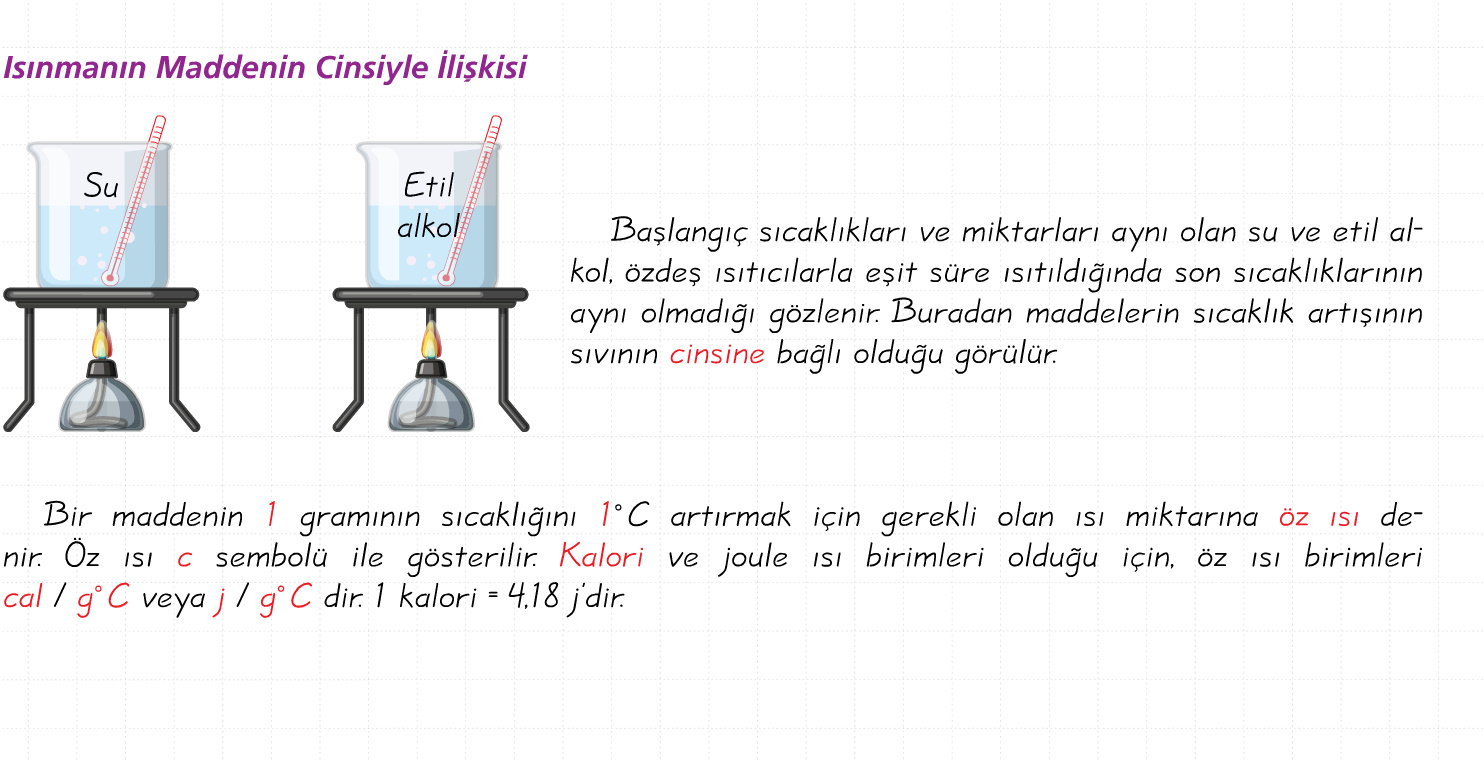 Isınmanın Maddenin Cinsiyle İlişkisi
Su
Etil
alkol
Başlangıç sıcaklıkları ve miktarları aynı olan su ve etil al-
kol, özdeş ısıtıcılarla eşit süre ısıtıldığında son sıcaklıklarının
aynı olmadığı gözlenir. Buradan maddelerin sıcaklık artışının
sıvının cinsine bağlı olduğu görülür.
Bir maddenin 1 gramının sıcaklığını 1°C artırmak için gerekli olan ısı miktarına öz ısı de-
nir. Öz ısı c sembolü ile gösterilir. Kalori ve joule ısı birimleri olduğu için, öz ısı birimleri
cal / g°C veya j / g°C dir. 1 kalori = 4,18 j'dir.